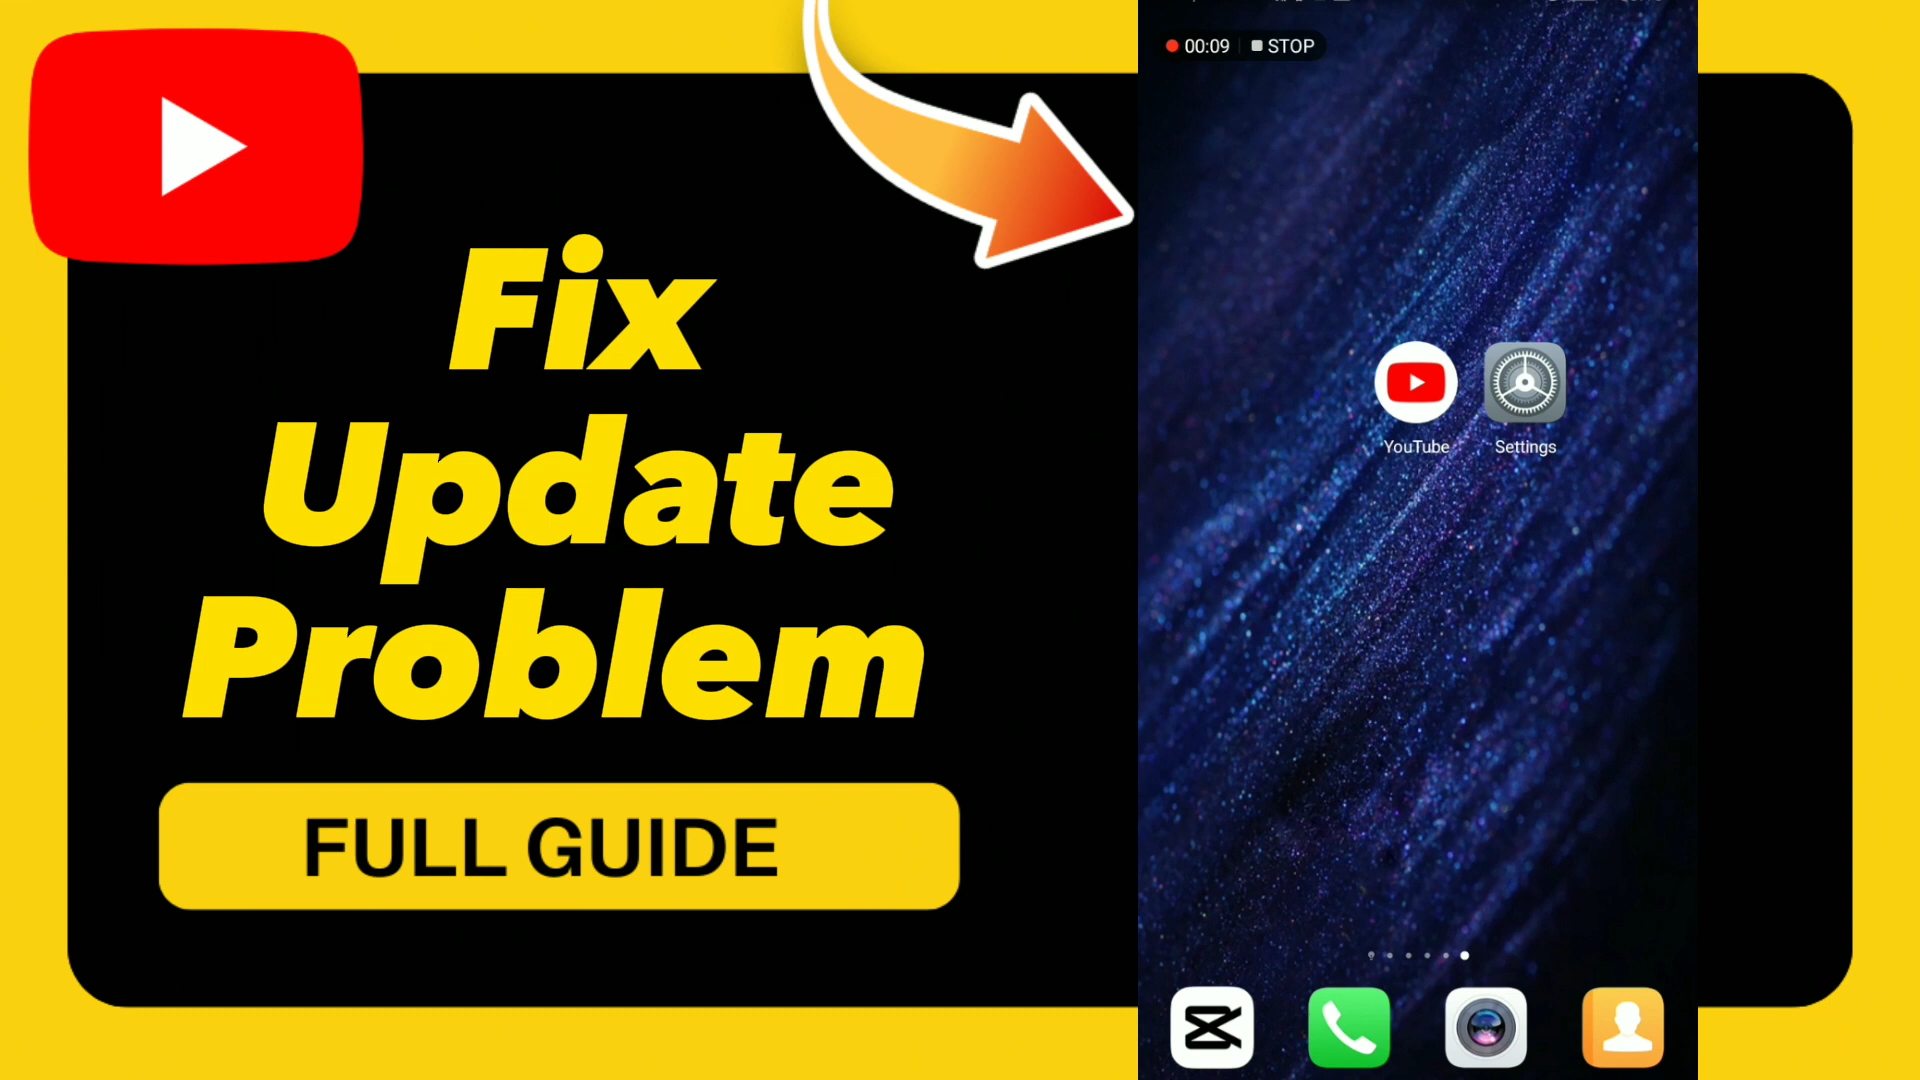 Fix
Update
Problem
FULL GUIDE
00:09 STOP
YouTube Settings